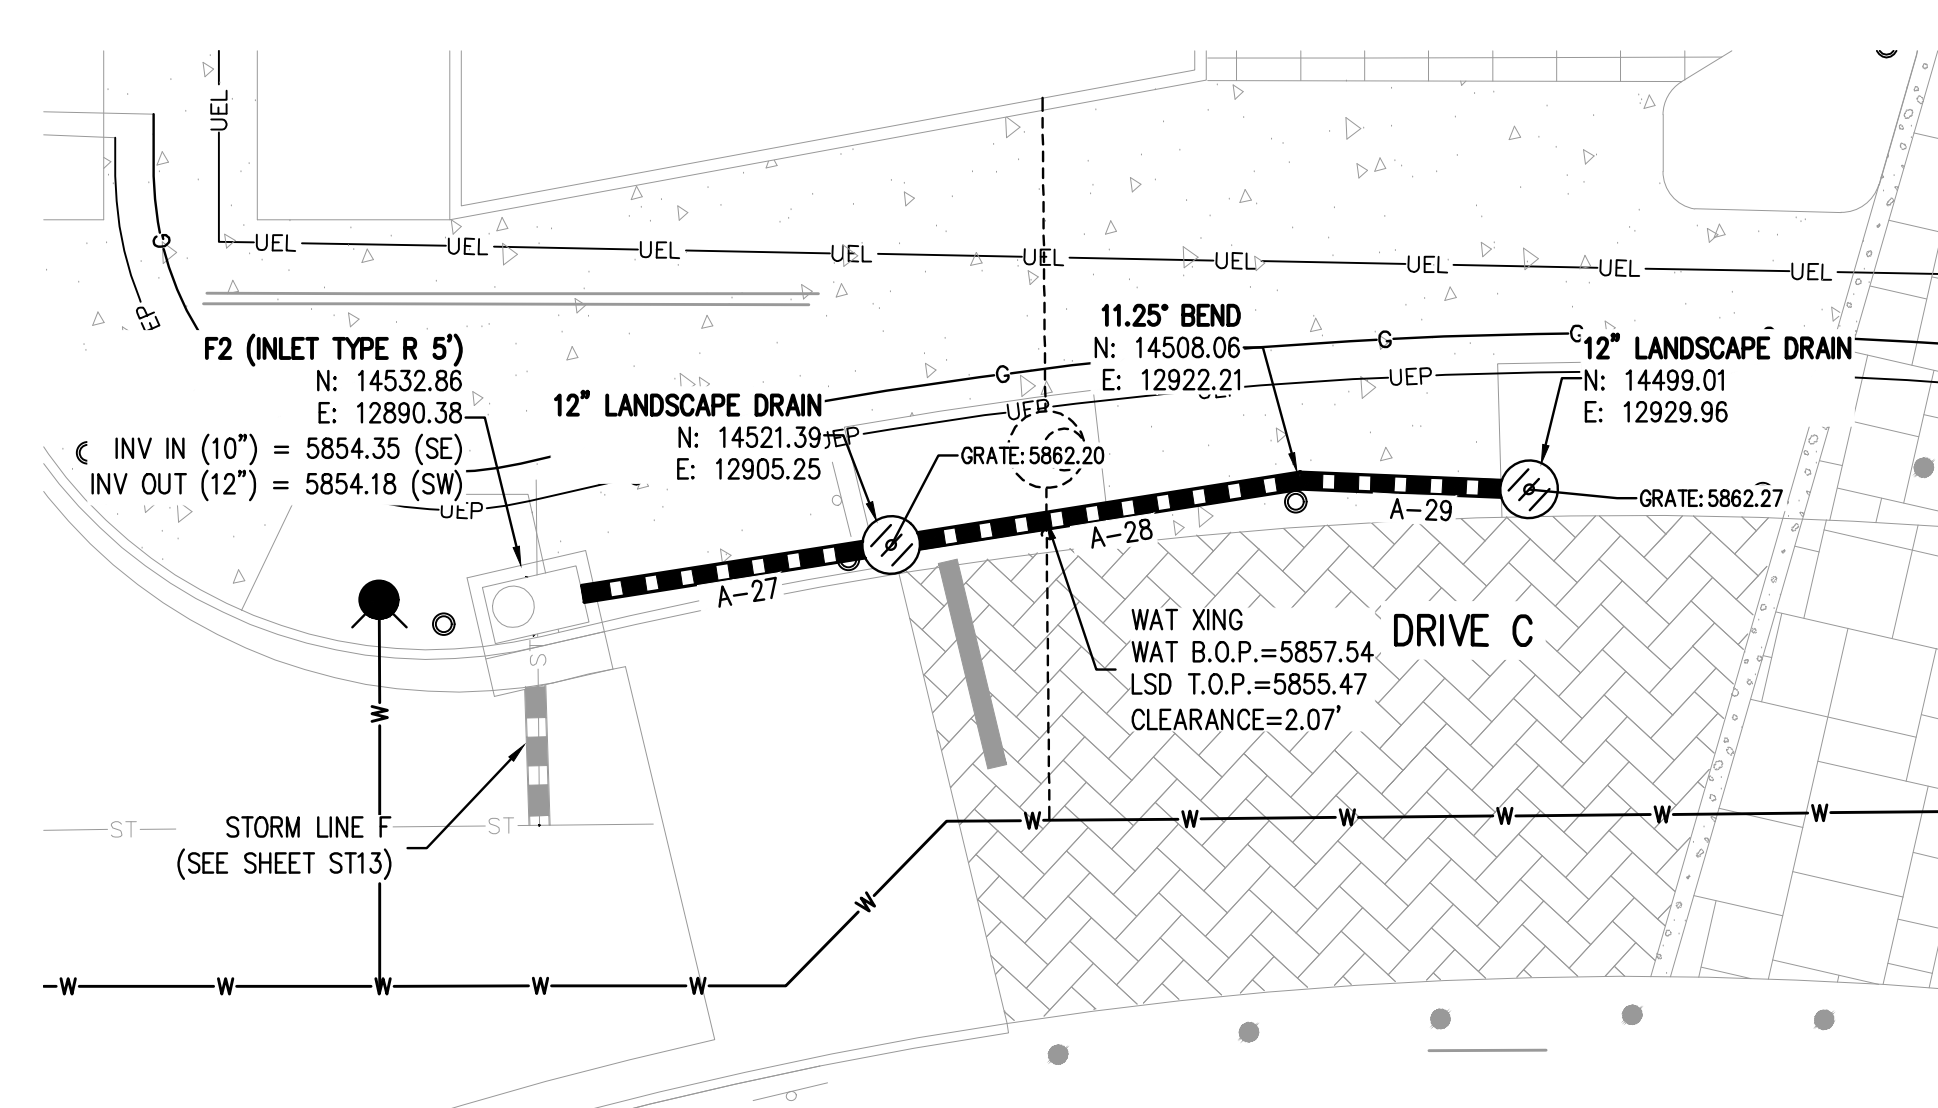 UEL
UEL UEL UEL UEL UEL UEL UEL UEL UEL
G
EP
F2 (INLET TYPE R 5')
N: 14532.86
E: 12890.38
INV IN (10") = 5854.35 (SE)
INV OUT (12") = 5854.18 (SW)
UEP
12" LANDSCAPE DRAIN
N: 14521.39
E: 12905.25
UEP
G
UEP
GRATE: 5862.20
11.25° BEND
N: 14508.06
E: 12922.21
G
UEP
G
12" LANDSCAPE DRAIN
N: 14499.01
E: 12929.96
GRATE: 5862.27
A-27
A-28
A-29
WAT XING
WAT B.O.P.=5857.54
LSD T.O.P.=5855.47
CLEARANCE=2.07'
DRIVE C
ST
W
ST
STORM LINE F
(SEE SHEET ST13)
ST
W W W W W W
W
W W W W W